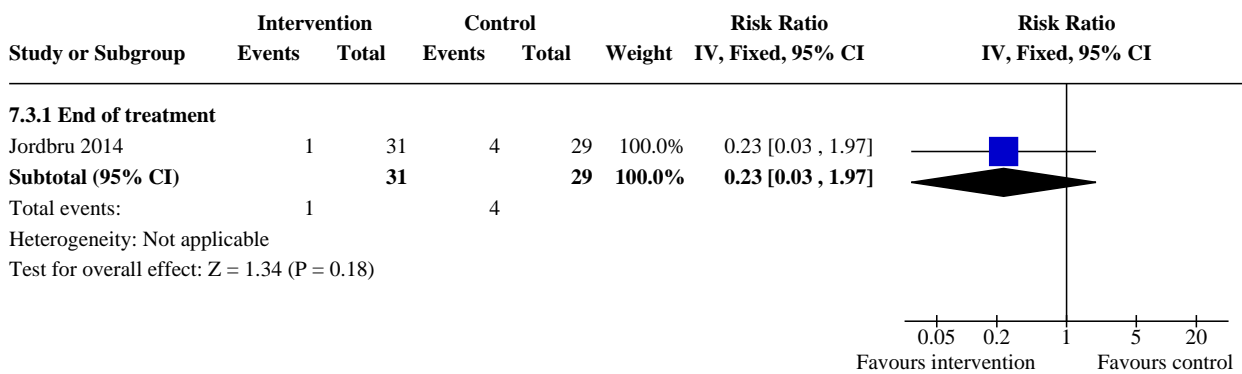 Intervention Control Risk Ratio Risk Ratio
Study or Subgroup Events Total Events Total Weight IV, Fixed, 95% CI IV, Fixed, 95% CI
7.3.1 End of treatment
Jordbru 2014 1 31 4 29 100.0% 0.23 [0.03 , 1.97]
Subtotal (95% CI) 31 29 100.0% 0.23 [0.03 , 1.97]
Total events: 1 4
Heterogeneity: Not applicable
Test for overall effect: Z = 1.34 (P = 0.18)
0.05 0.2 1 5 20
Favours intervention Favours control